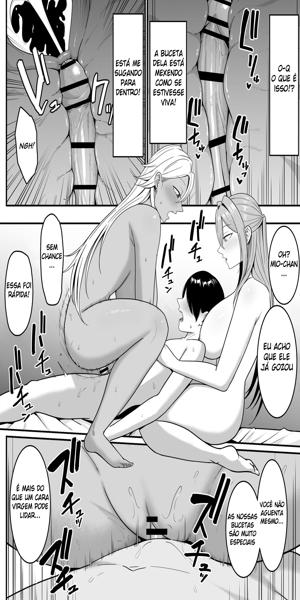 O-Q
O QUE É
ISSO!?
A BUCETA
DELA ESTÁ
MEXENDO
COMO SE
ESTIVESSE
VIVA!
ESTÁ ME
SUGANDO
PARA
DENTRO!
NGH!
OH?
MIO-CHAN
...
EU ACHO
QUE ELE
JÁ GOZOU
SEM
CHANCE
...
ESSA FOI
RÁPIDA!
VOCÊ NÃO
AGUENTA
MESMO...
AS NOSSAS
BUCETAS
SÃO MUITO
ESPECIAIS
É MAIS DO
QUE UM CARA
VIRGEM PODE
LIDAR...